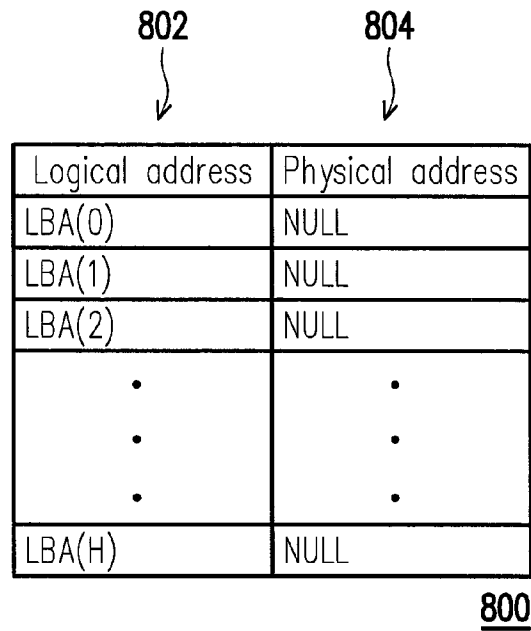 802 804
Logical address Physical address
LBA(0) NULL
LBA(1) NULL
LBA(2) NULL
LBA(H) NULL
800